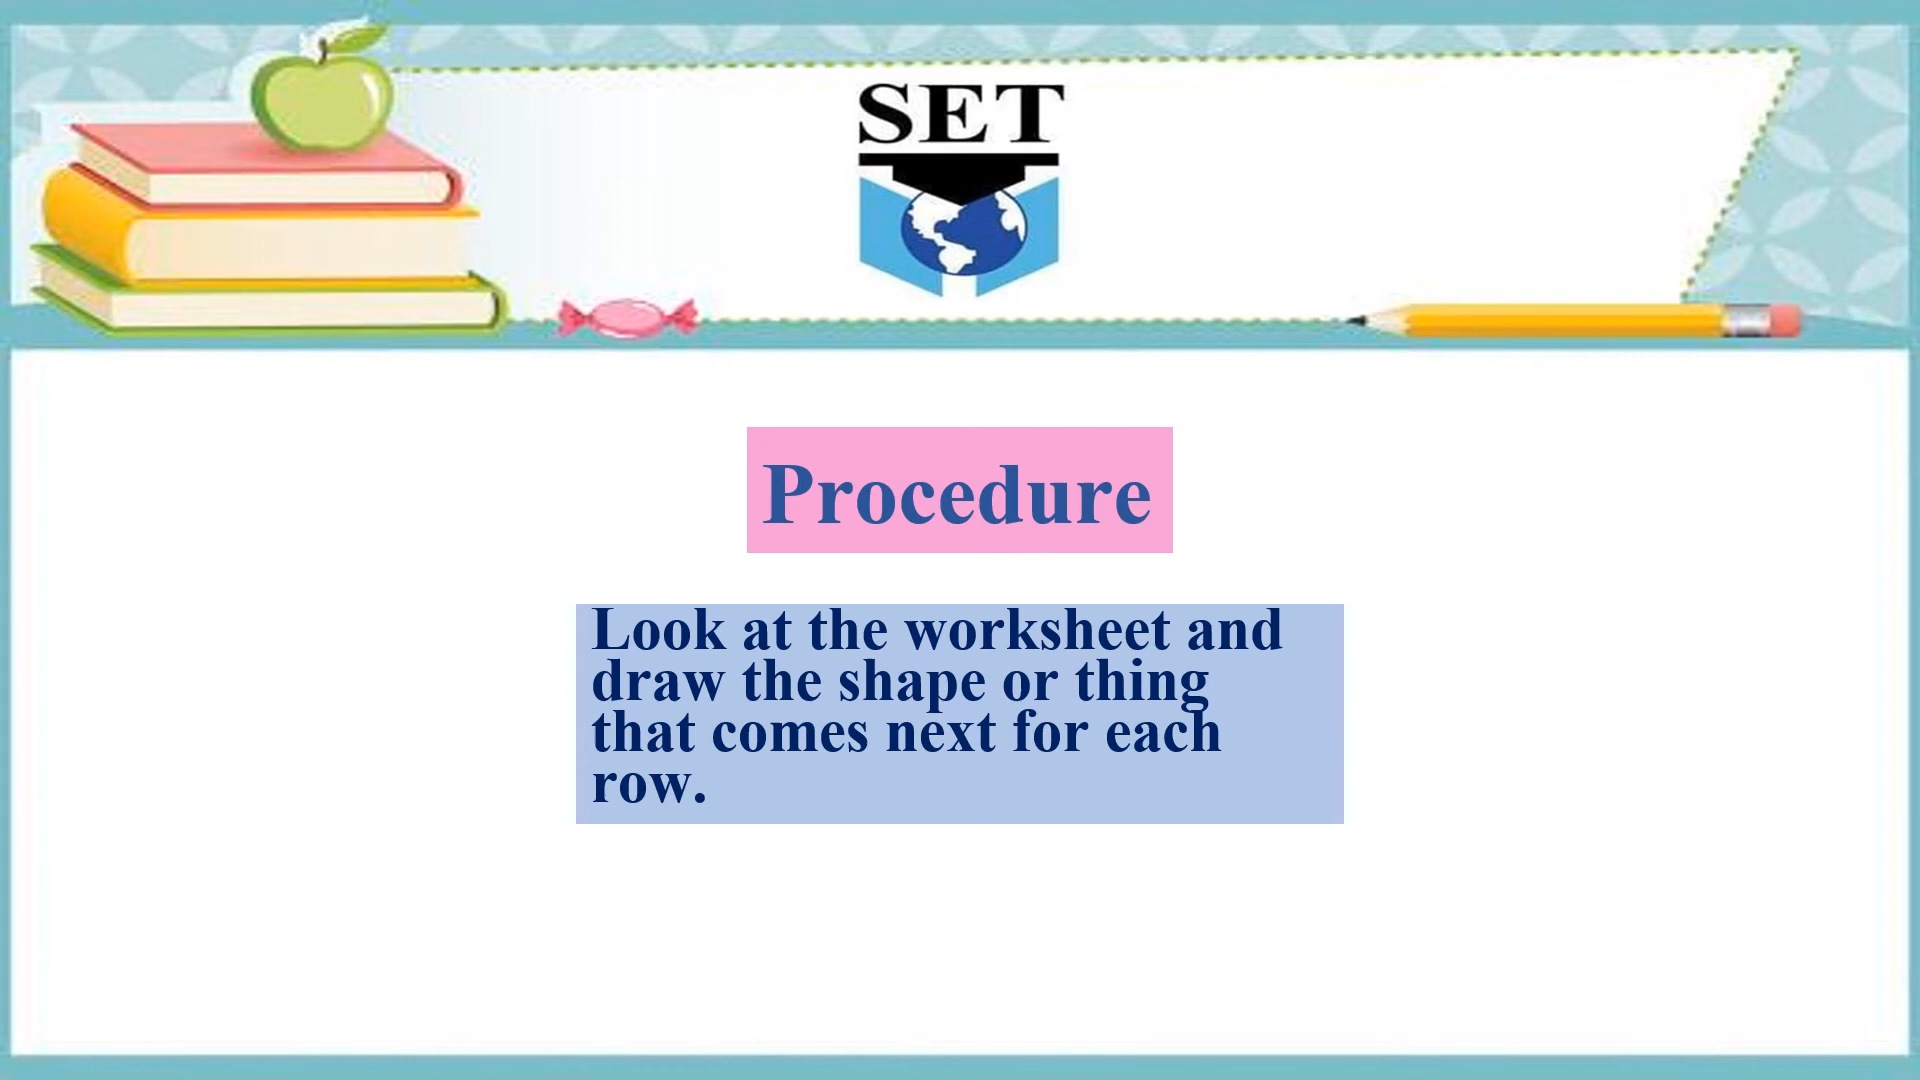 SET
Procedure
Look at the worksheet and
draw the shape or thing
that comes next for each
row.